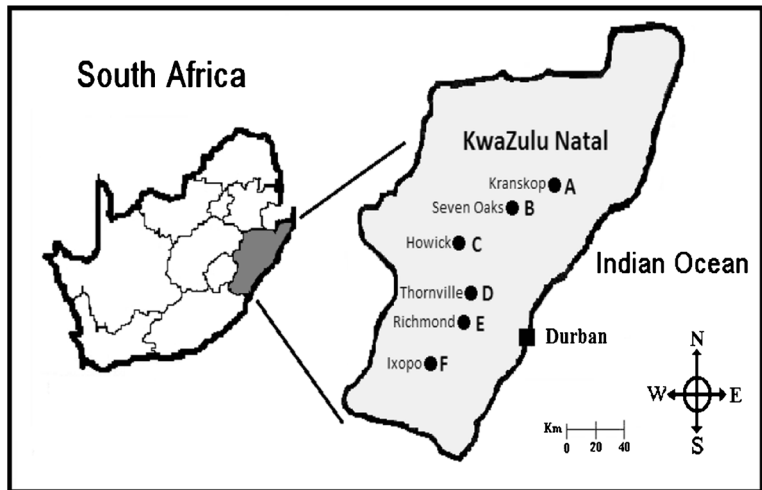 South Africa
KwaZulu Natal
Kranskop A
Seven Oaks B
Howick C
Indian Ocean
Thornville D
Richmond E
Durban
Ixopo F
N
W E
S
Km
0 20 40